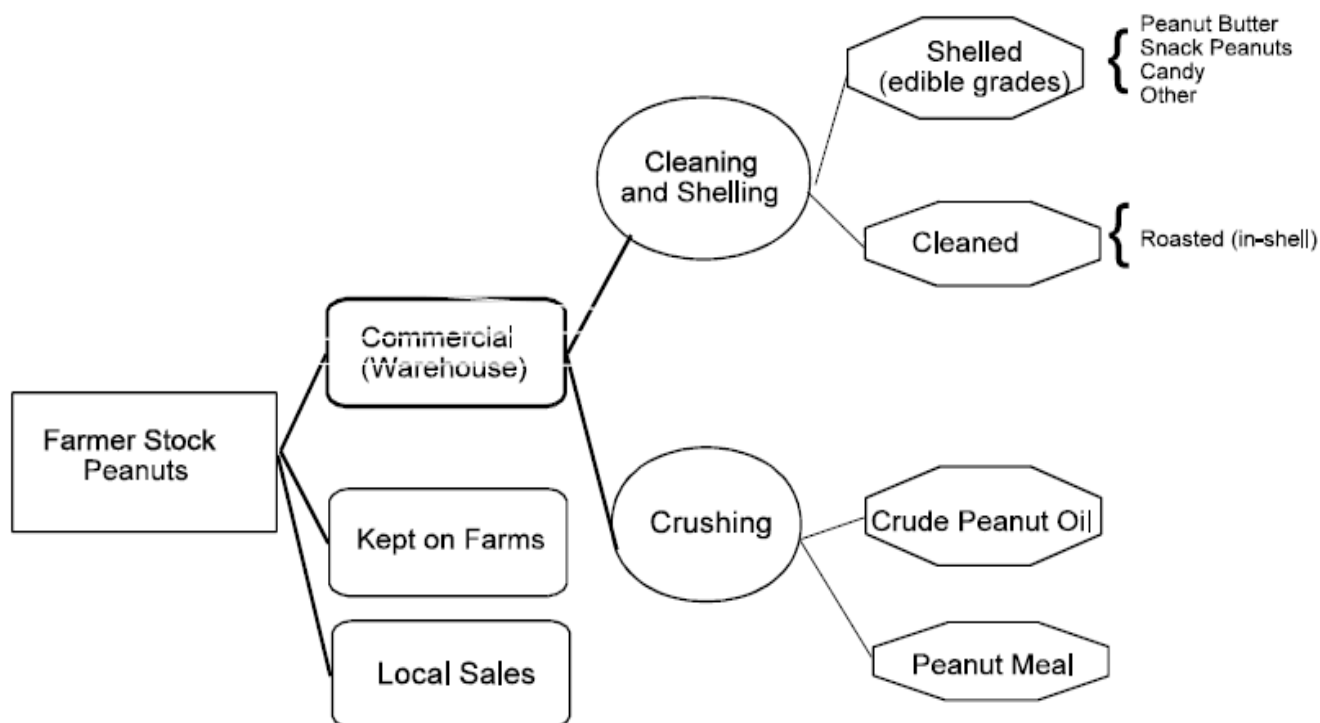 Peanut Butter
Snack Peanuts
Candy
Other
Shelled
(edible grades)
Cleaning
and Shelling
Cleaned
Roasted (in-shell)
Commercial
(Warehouse)
Farmer Stock
Peanuts
Kept on Farms
Crushing
Crude Peanut Oil
Local Sales
Peanut Meal